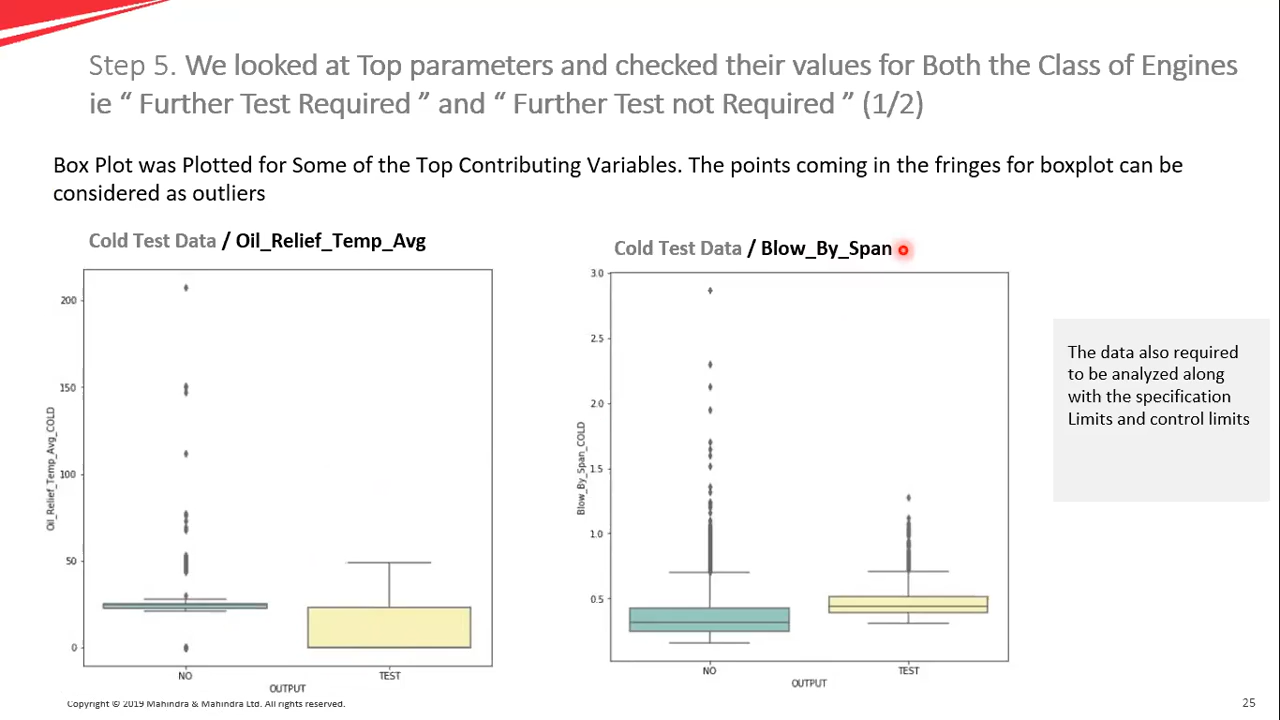 Step 5. We looked at Top parameters and checked their values for Both the Class of Engines
ie “ Further Test Required ” and “ Further Test not Required ” (1/2)
Box Plot was Plotted for Some of the Top Contributing Variables. The points coming in the fringes for boxplot can be
considered as outliers
Cold Test Data / Oil_Relief_Temp_Avg
200
150
100
50
0
Oil_Relief_Temp_Avg_COLD
NO
TEST
OUTPUT
Cold Test Data / Blow_By_Span
3.0
2.5
2.0
1.5
1.0
0.5
Blow_By_Span_COLD
NO
TEST
OUTPUT
The data also required
to be analyzed along
with the specification
Limits and control limits
Copyright © 2019 Mahindra & Mahindra Ltd. All rights reserved.
25